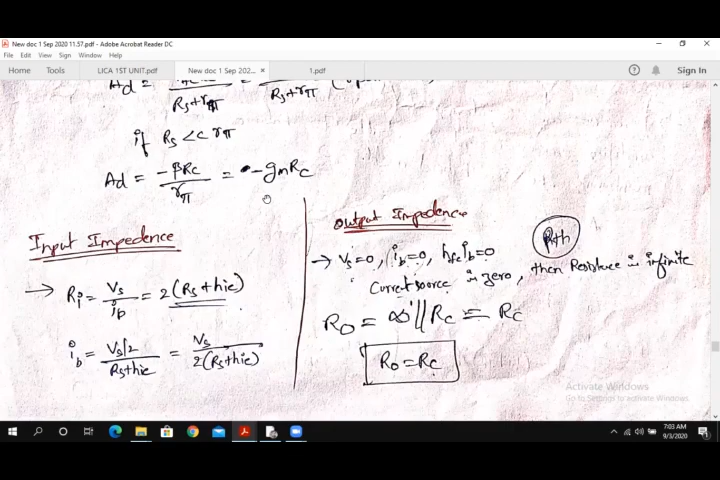 New doc 1 Sep 2020 11.57.pdf - Adobe Acrobat Reader DC
File Edit View Sign Window Help
Home Tools LICA 1ST UNIT.pdf New doc 1 Sep 202... × 1.pdf Sign In
Ad = =
Rs+rπ Rs+rπ
if Rs << rπ
Ad = -βRc / rπ = -gmRc
Input Impedence
→ Ri = Vs / ib = 2(Rs+hie)
ib = Vs/2 / Rs+hie = Vs / 2(Rs+hie)
Output Impedence
Rth
→ Vs=0, ib=0, hfeib=0
Current source is zero, then Resistance is infinite
Ro = ∞ || Rc = Rc
Ro = Rc
Activate Windows
Go to Settings to activate Windows.
7:03 AM
9/3/2020